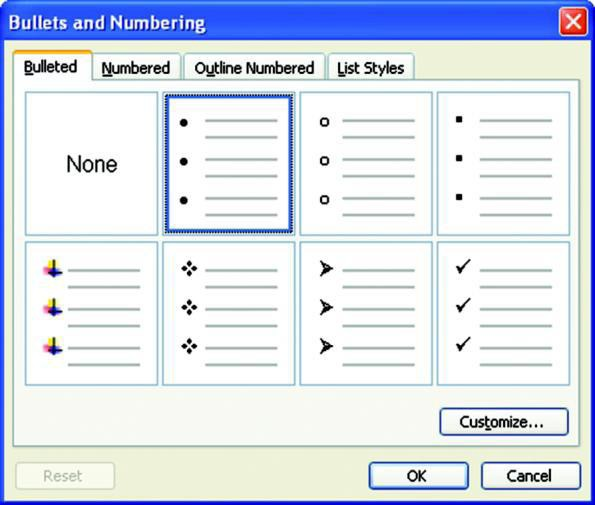 Bullets and Numbering
Bulleted Numbered Outline Numbered List Styles
None
Customize...
Reset OK Cancel